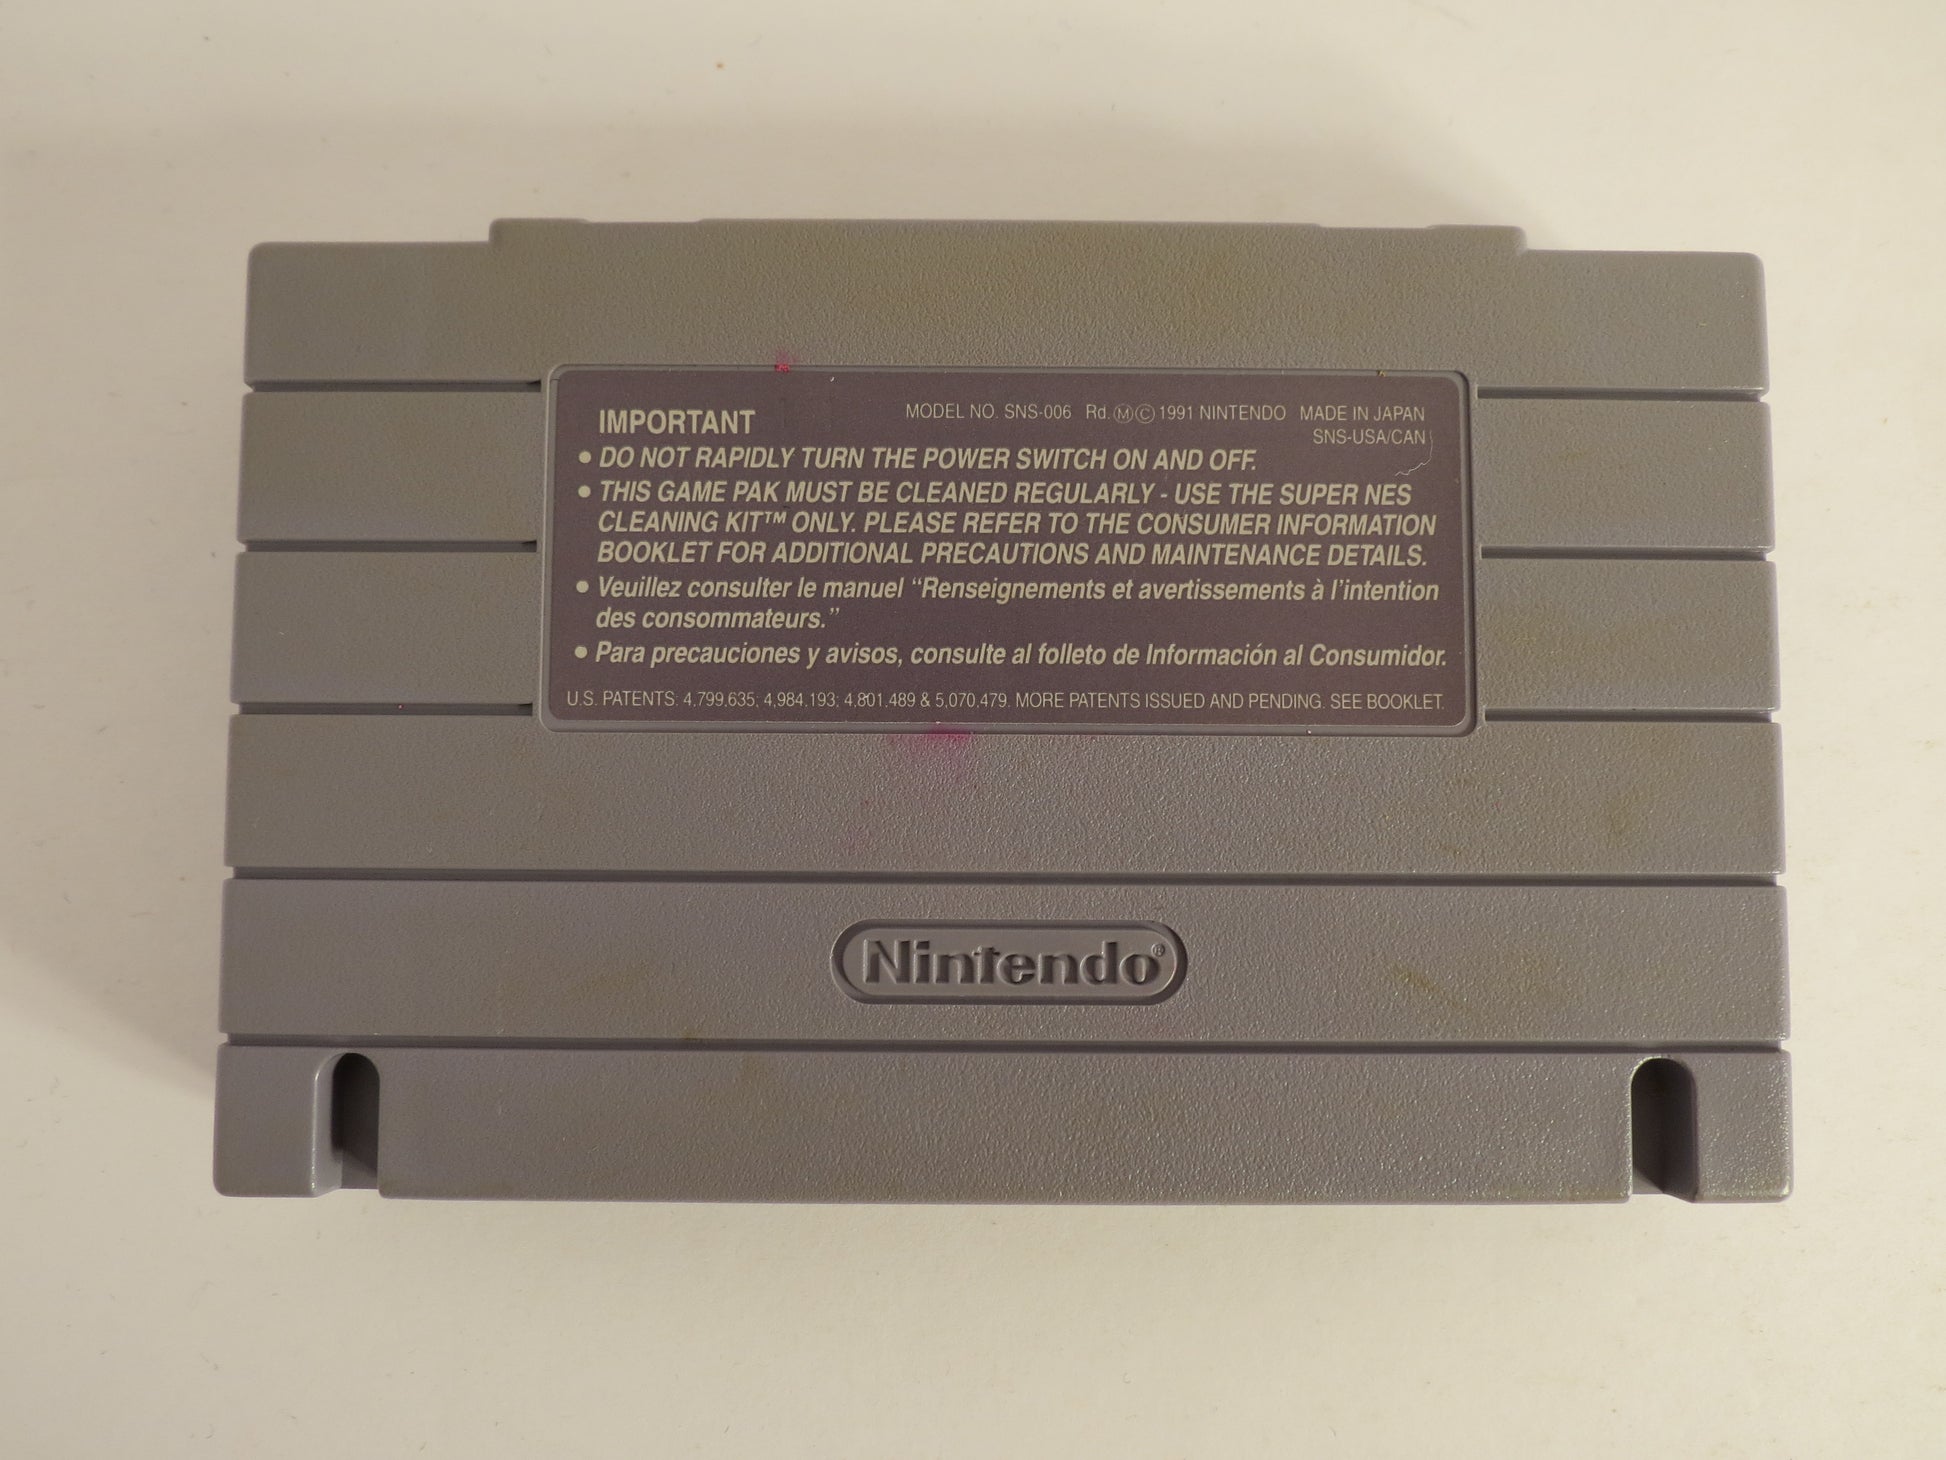 IMPORTANT
MODEL NO. SNS-006 Rd. Ⓜ © 1991 NINTENDO MADE IN JAPAN
SNS-USA/CAN
• DO NOT RAPIDLY TURN THE POWER SWITCH ON AND OFF.
• THIS GAME PAK MUST BE CLEANED REGULARLY - USE THE SUPER NES
CLEANING KIT™ ONLY. PLEASE REFER TO THE CONSUMER INFORMATION
BOOKLET FOR ADDITIONAL PRECAUTIONS AND MAINTENANCE DETAILS.
• Veuillez consulter le manuel “Renseignements et avertissements à l’intention
des consommateurs.”
• Para precauciones y avisos, consulte al folleto de Información al Consumidor.
U.S. PATENTS: 4,799,635; 4,984,193; 4,801,489 & 5,070,479. MORE PATENTS ISSUED AND PENDING. SEE BOOKLET.
Nintendo®